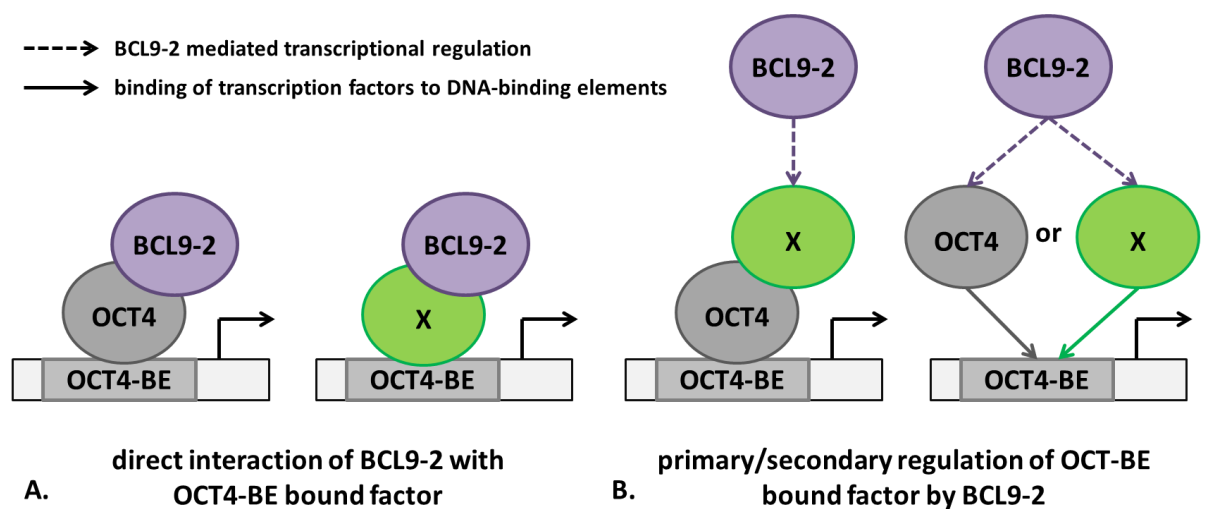 BCL9-2 mediated transcriptional regulation
binding of transcription factors to DNA-binding elements
BCL9-2
OCT4
OCT4-BE
BCL9-2
X
OCT4-BE
A.
direct interaction of BCL9-2 with
OCT4-BE bound factor
BCL9-2
X
OCT4
OCT4-BE
BCL9-2
OCT4
or
X
OCT4-BE
B.
primary/secondary regulation of OCT-BE
bound factor by BCL9-2